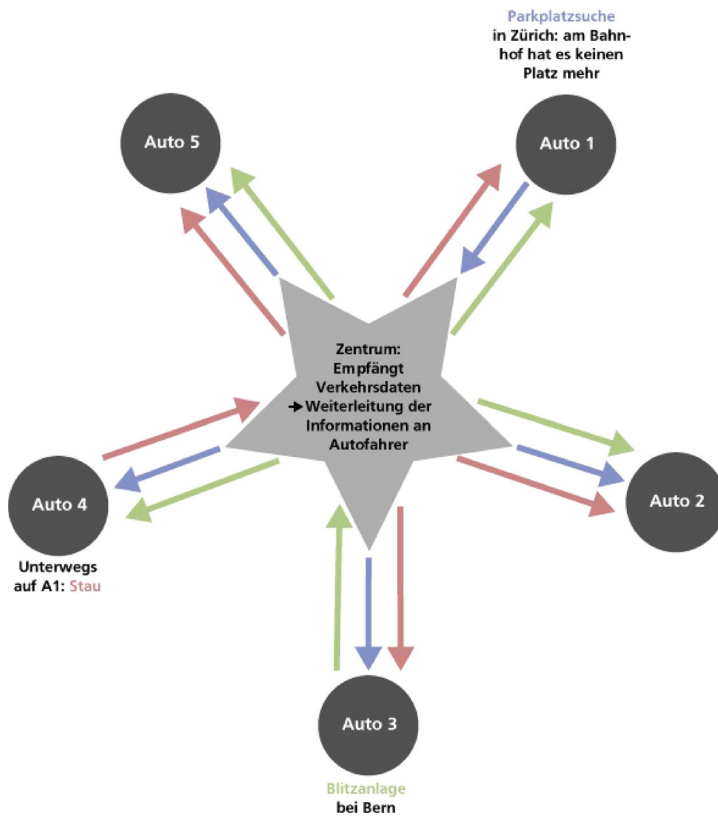 Parkplatzsuche
in Zürich: am Bahn-
hof hat es keinen
Platz mehr
Auto 5
Auto 1
Zentrum:
Empfängt
Verkehrsdaten
➔ Weiterleitung der
Informationen an
Autofahrer
Auto 4
Auto 2
Unterwegs
auf A1: Stau
Auto 3
Blitzanlage
bei Bern